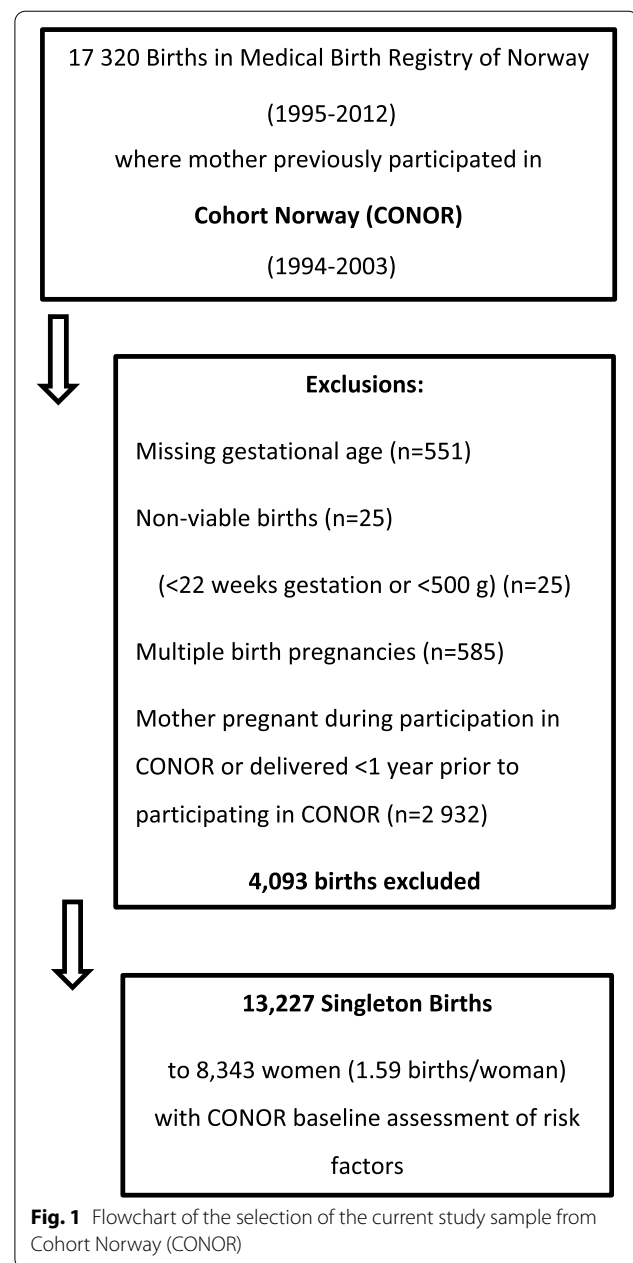 17 320 Births in Medical Birth Registry of Norway
(1995-2012)
where mother previously participated in
Cohort Norway (CONOR)
(1994-2003)
Exclusions:
Missing gestational age (n=551)
Non-viable births (n=25)
(<22 weeks gestation or <500 g) (n=25)
Multiple birth pregnancies (n=585)
Mother pregnant during participation in
CONOR or delivered <1 year prior to
participating in CONOR (n=2 932)
4,093 births excluded
13,227 Singleton Births
to 8,343 women (1.59 births/woman)
with CONOR baseline assessment of risk
factors
Fig. 1 Flowchart of the selection of the current study sample from
Cohort Norway (CONOR)